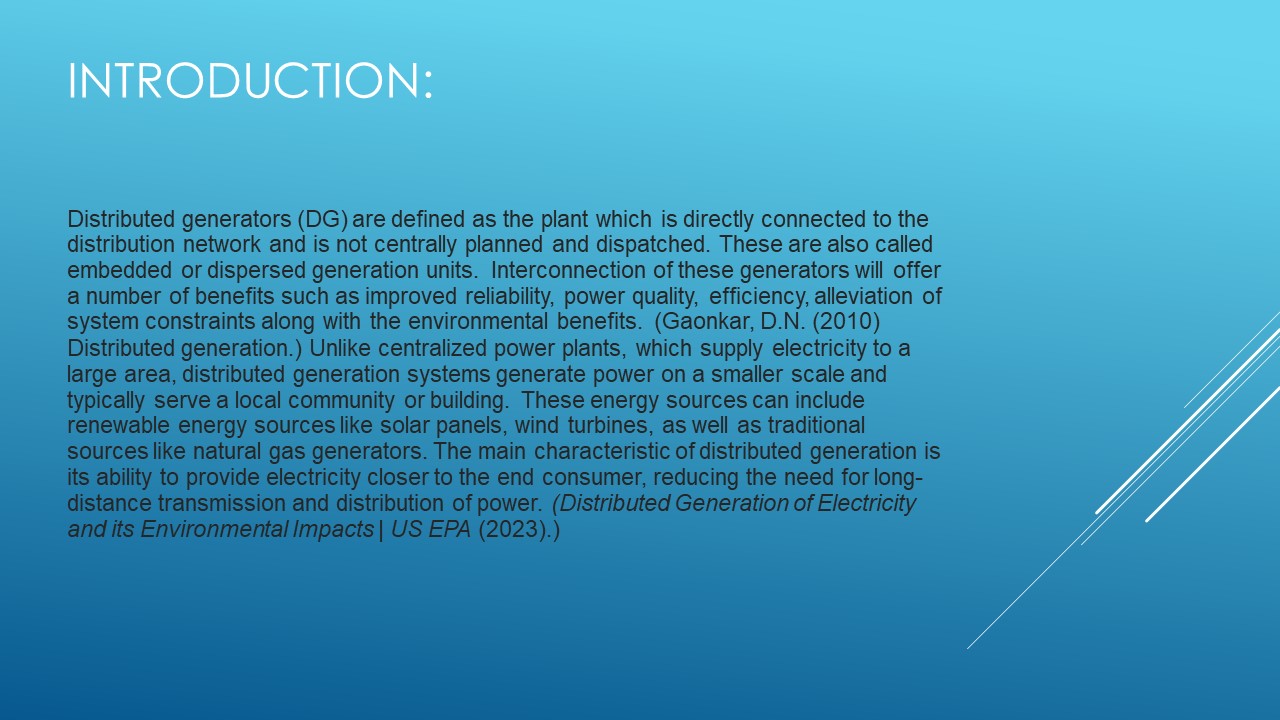 INTRODUCTION:
Distributed generators (DG) are defined as the plant which is directly connected to the
distribution network and is not centrally planned and dispatched. These are also called
embedded or dispersed generation units. Interconnection of these generators will offer
a number of benefits such as improved reliability, power quality, efficiency, alleviation of
system constraints along with the environmental benefits. (Gaonkar, D.N. (2010)
Distributed generation.) Unlike centralized power plants, which supply electricity to a
large area, distributed generation systems generate power on a smaller scale and
typically serve a local community or building. These energy sources can include
renewable energy sources like solar panels, wind turbines, as well as traditional
sources like natural gas generators. The main characteristic of distributed generation is
its ability to provide electricity closer to the end consumer, reducing the need for long-
distance transmission and distribution of power. (Distributed Generation of Electricity
and its Environmental Impacts | US EPA (2023).)